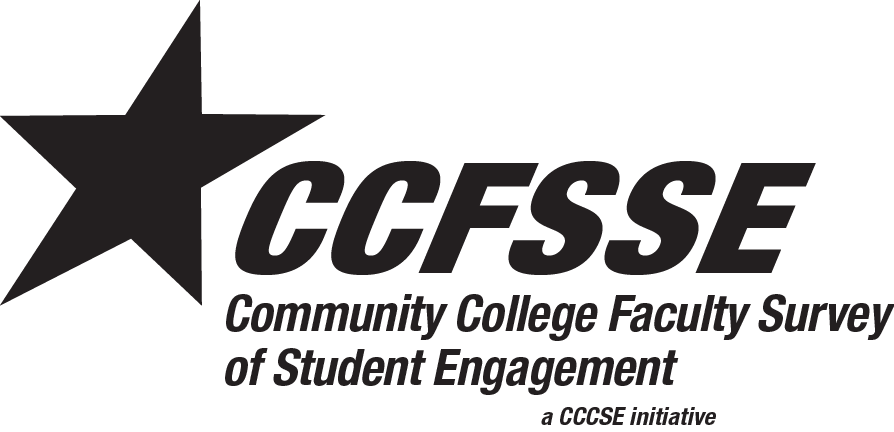 CCFSSE
Community College Faculty Survey
of Student Engagement
a CCCSE initiative